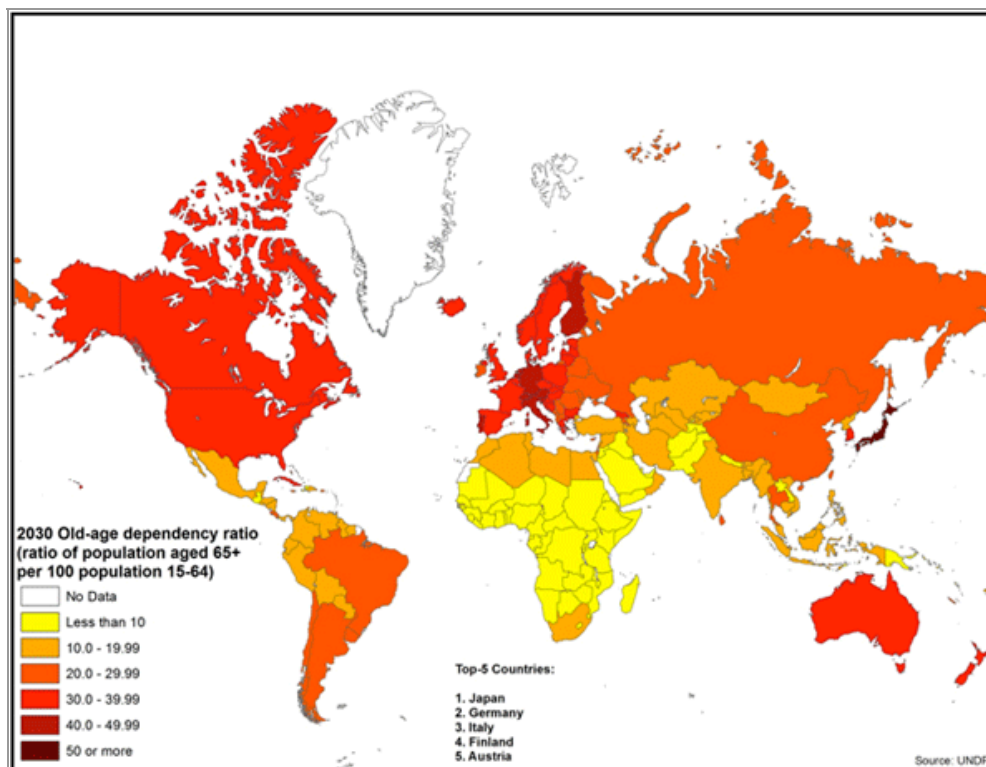 2030 Old-age dependency ratio
(ratio of population aged 65+
per 100 population 15-64)
No Data
Less than 10
10.0 - 19.99
20.0 - 29.99
30.0 - 39.99
40.0 - 49.99
50 or more
Top-5 Countries:
1. Japan
2. Germany
3. Italy
4. Finland
5. Austria
Source: UNDP